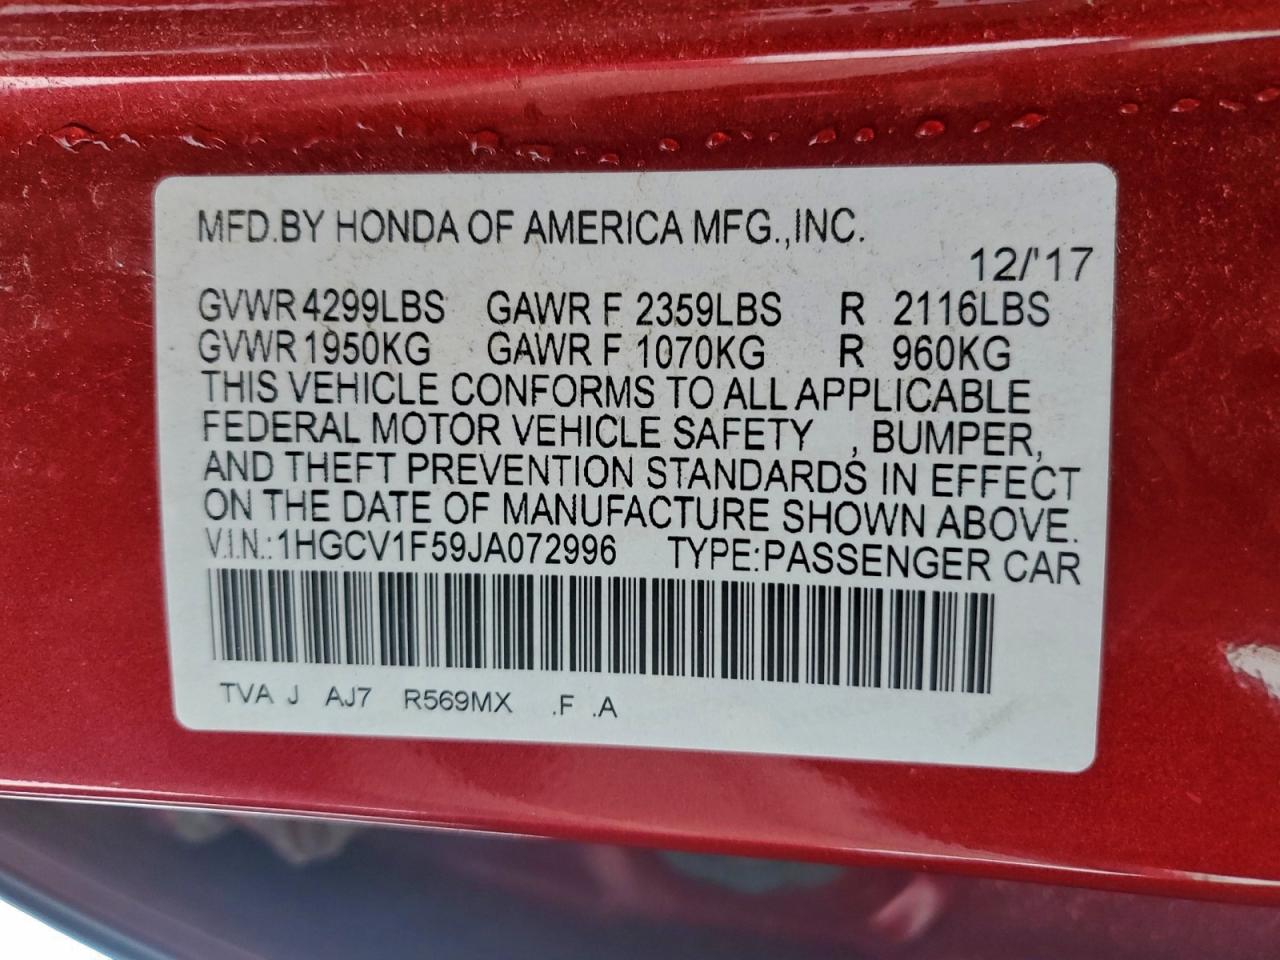 MFD.BY HONDA OF AMERICA MFG.,INC.
12/'17
GVWR 4299LBS GAWR F 2359LBS R 2116LBS
GVWR 1950KG GAWR F 1070KG R 960KG
THIS VEHICLE CONFORMS TO ALL APPLICABLE
FEDERAL MOTOR VEHICLE SAFETY , BUMPER,
AND THEFT PREVENTION STANDARDS IN EFFECT
ON THE DATE OF MANUFACTURE SHOWN ABOVE.
V.I.N.:1HGCV1F59JA072996 TYPE:PASSENGER CAR
TVA J AJ7 R569MX .F .A